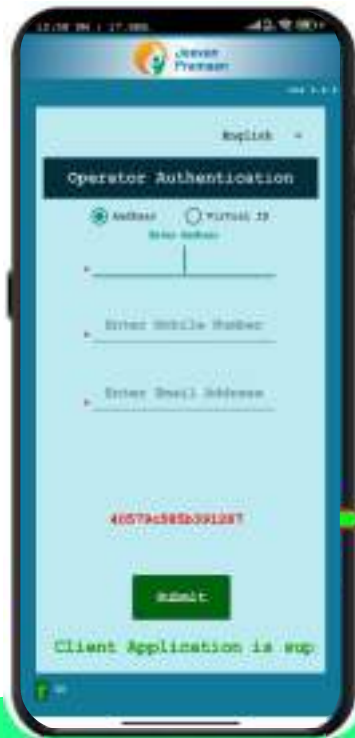 Jeevan
Pramaan
English
Operator Authentication
Aadhaar Virtual ID
Enter Aadhaar
Enter Mobile Number
Enter Email Address
Submit
Client Application is sup